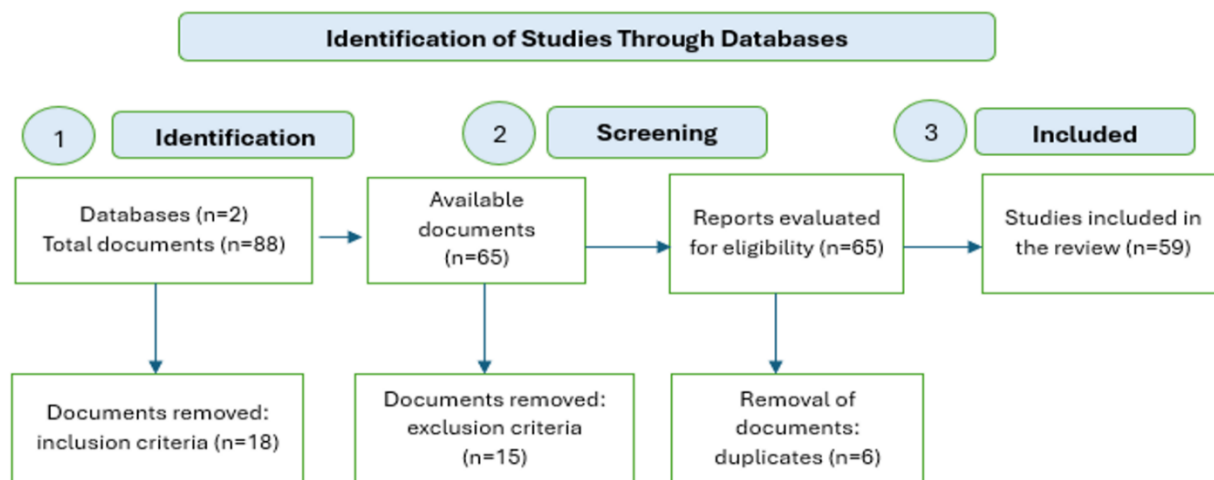 Identification of Studies Through Databases
1
Identification
2
Screening
3
Included
Databases (n=2)
Total documents (n=88)
Available
documents
(n=65)
Reports evaluated
for eligibility (n=65)
Studies included in
the review (n=59)
Documents removed:
inclusion criteria (n=18)
Documents removed:
exclusion criteria
(n=15)
Removal of
documents:
duplicates (n=6)